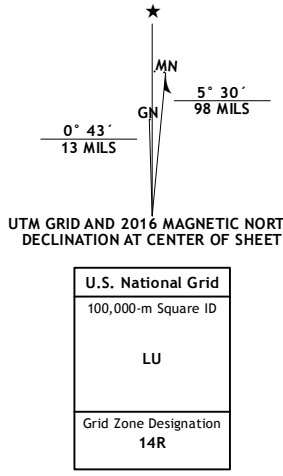 ★
MN
GN
5° 30´
98 MILS
0° 43´
13 MILS
UTM GRID AND 2016 MAGNETIC NORT
DECLINATION AT CENTER OF SHEET
U.S. National Grid
100,000-m Square ID
LU
Grid Zone Designation
14R